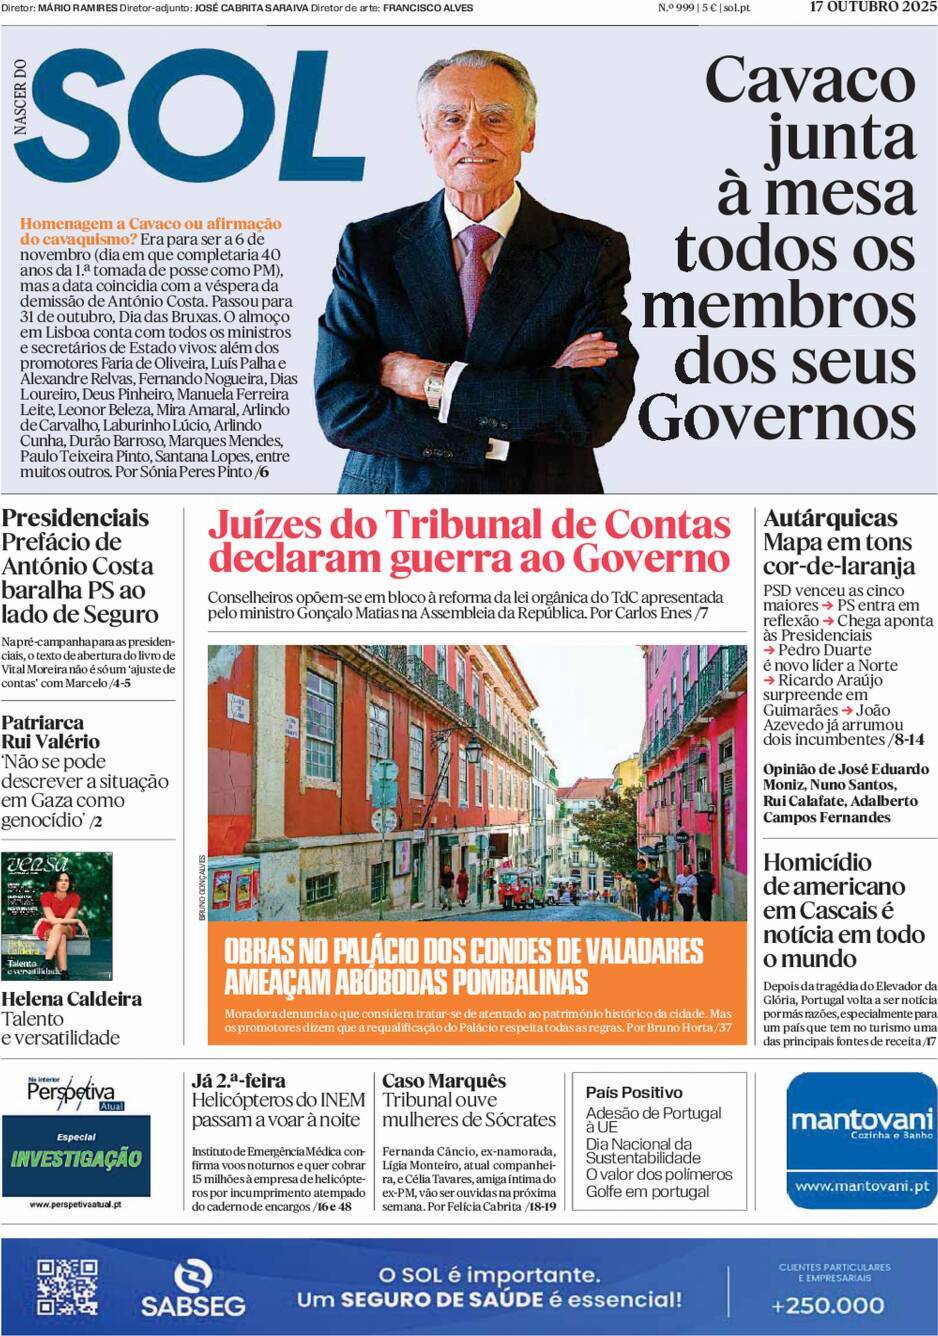 Diretor: MÁRIO RAMIRES Diretor-adjunto: JOSÉ CABRITA SARAIVA Diretor de arte: FRANCISCO ALVES
N.º 999 | 5 € | sol.pt
17 OUTUBRO 2025
NASCER DO
SOL
Cavaco
junta
à mesa
todos os
membros
dos seus
Governos
Homenagem a Cavaco ou afirmação
do cavaquismo? Era para ser a 6 de
novembro (dia em que completaria 40
anos da 1.ª tomada de posse como PM),
mas a data coincidia com a véspera da
demissão de António Costa. Passou para
31 de outubro, Dia das Bruxas. O almoço
em Lisboa conta com todos os ministros
e secretários de Estado vivos: além dos
promotores Faria de Oliveira, Luís Palha e
Alexandre Relvas, Fernando Nogueira, Dias
Loureiro, Deus Pinheiro, Manuela Ferreira
Leite, Leonor Beleza, Mira Amaral, Arlindo
de Carvalho, Laburinho Lúcio, Arlindo
Cunha, Durão Barroso, Marques Mendes,
Paulo Teixeira Pinto, Santana Lopes, entre
muitos outros. Por Sónia Peres Pinto /6
Presidenciais
Prefácio de
António Costa
baralha PS ao
lado de Seguro
Na pré-campanha para as presiden-
ciais, o texto de abertura do livro de
Vital Moreira não é só um 'ajuste de
contas' com Marcelo /4-5
Patriarca
Rui Valério
'Não se pode
descrever a situação
em Gaza como
genocídio' /2
versa
Helena
Caldeira
Talento
e versatilidade
Helena Caldeira
Talento
e versatilidade
Juízes do Tribunal de Contas
declaram guerra ao Governo
Conselheiros opõem-se em bloco à reforma da lei orgânica do TdC apresentada
pelo ministro Gonçalo Matias na Assembleia da República. Por Carlos Enes /7
BRUNO GONÇALVES
OBRAS NO PALÁCIO DOS CONDES DE VALADARES
AMEAÇAM ABÓBODAS POMBALINAS
Moradora denuncia o que considera tratar-se de atentado ao património histórico da cidade. Mas
os promotores dizem que a requalificação do Palácio respeita todas as regras. Por Bruno Horta /37
Autárquicas
Mapa em tons
cor-de-laranja
PSD venceu as cinco
maiores → PS entra em
reflexão → Chega aponta
às Presidenciais
→ Pedro Duarte
é novo líder a Norte
→ Ricardo Araújo
surpreende em
Guimarães → João
Azevedo já arrumou
dois incumbentes /8-14
Opinião de José Eduardo
Moniz, Nuno Santos,
Rui Calafate, Adalberto
Campos Fernandes
Homicídio
de americano
em Cascais é
notícia em todo
o mundo
Depois da tragédia do Elevador da
Glória, Portugal volta a ser notícia
por más razões, especialmente para
um país que tem no turismo uma
das principais fontes de receita /17
No interior
Perspetiva
Atual
Especial
INVESTIGAÇÃO
www.perspetivaatual.pt
Já 2.ª-feira
Helicópteros do INEM
passam a voar à noite
Instituto de Emergência Médica con-
firma voos noturnos e quer cobrar
15 milhões à empresa de helicópte-
ros por incumprimento atempado
do caderno de encargos /16 e 48
Caso Marquês
Tribunal ouve
mulheres de Sócrates
Fernanda Câncio, ex-namorada,
Lígia Monteiro, atual companhei-
ra, e Célia Tavares, amiga íntima do
ex-PM, vão ser ouvidas na próxima
semana. Por Felícia Cabrita /18-19
País Positivo
Adesão de Portugal
à UE
Dia Nacional da
Sustentabilidade
O valor dos polímeros
Golfe em portugal
mantovani
Cozinha e Banho
www.mantovani.pt
SABSEG
O SOL é importante.
Um SEGURO DE SAÚDE é essencial!
CLIENTES PARTICULARES
E EMPRESARIAIS
+250.000